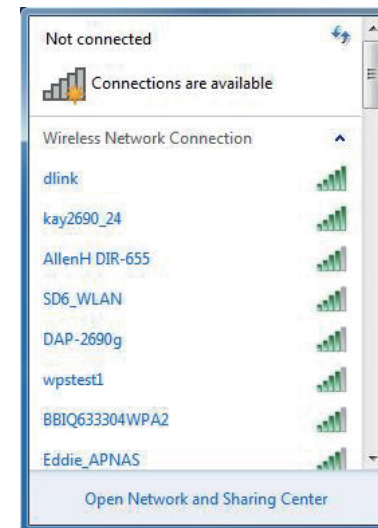 Not connected
Connections are available
Wireless Network Connection
dlink
kay2690_24
AllenH DIR-655
SD6_WLAN
DAP-2690g
wpstest1
BBIQ633304WPA2
Eddie_APNAS
Open Network and Sharing Center